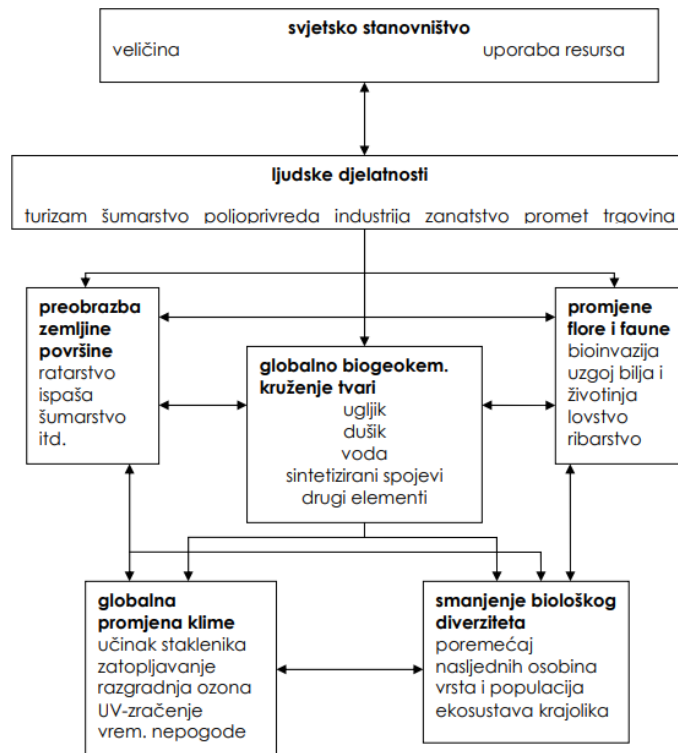 svjetsko stanovništvo
veličina uporaba resursa
ljudske djelatnosti
turizam šumarstvo poljoprivreda industrija zanatstvo promet trgovina
preobrazba
zemljine
površine
ratarstvo
ispaša
šumarstvo
itd.
globalno biogeokem.
kruženje tvari
ugljik
dušik
voda
sintetizirani spojevi
drugi elementi
promjene
flore i faune
bioinvazija
uzgoj bilja i
životinja
lovstvo
ribarstvo
globalna
promjena klime
učinak staklenika
zatopljavanje
razgradnja ozona
UV-zračenje
vrem. nepogode
smanjenje biološkog
diverziteta
poremećaj
nasljednih osobina
vrsta i populacija
ekosustava krajolika